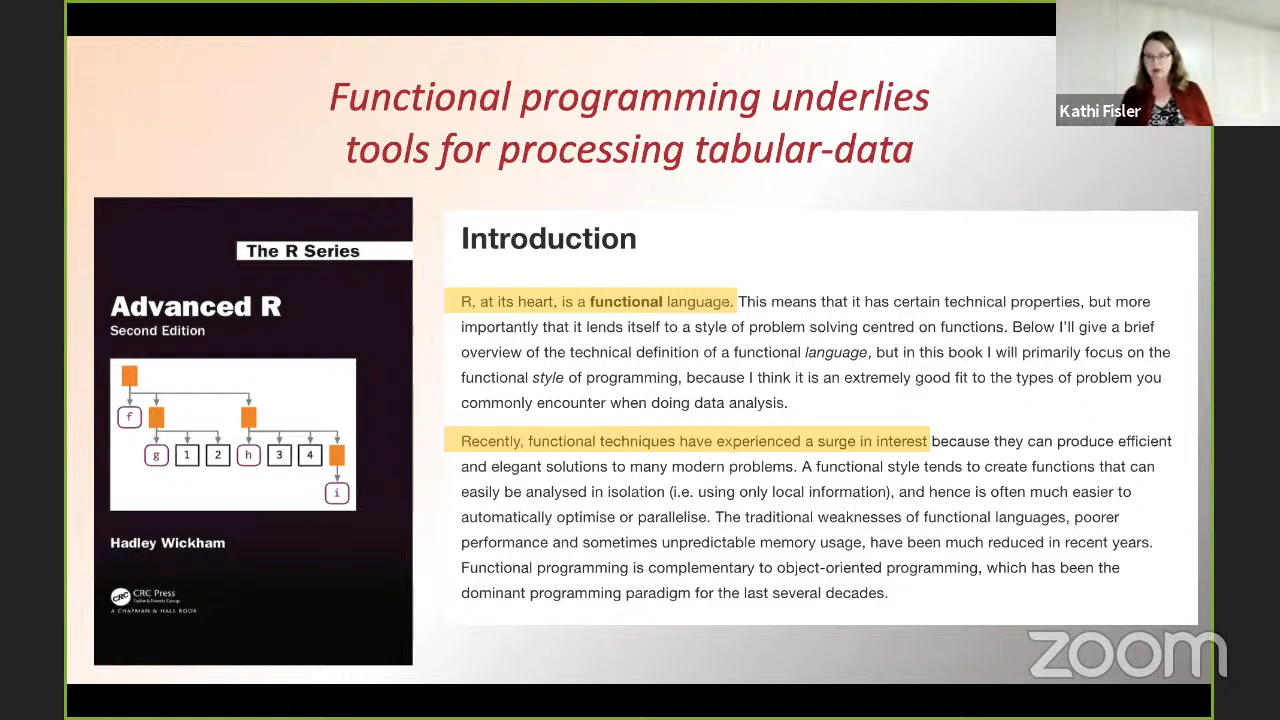 Functional programming underlies
tools for processing tabular-data
Kathi Fisler
The R Series
Advanced R
Second Edition
f
g 1 2 h 3 4
i
Hadley Wickham
CRC
CRC Press
Taylor & Francis Group
A CHAPMAN & HALL BOOK
Introduction
R, at its heart, is a functional language. This means that it has certain technical properties, but more
importantly that it lends itself to a style of problem solving centred on functions. Below I'll give a brief
overview of the technical definition of a functional language, but in this book I will primarily focus on the
functional style of programming, because I think it is an extremely good fit to the types of problem you
commonly encounter when doing data analysis.
Recently, functional techniques have experienced a surge in interest because they can produce efficient
and elegant solutions to many modern problems. A functional style tends to create functions that can
easily be analysed in isolation (i.e. using only local information), and hence is often much easier to
automatically optimise or parallelise. The traditional weaknesses of functional languages, poorer
performance and sometimes unpredictable memory usage, have been much reduced in recent years.
Functional programming is complementary to object-oriented programming, which has been the
dominant programming paradigm for the last several decades.
zoom